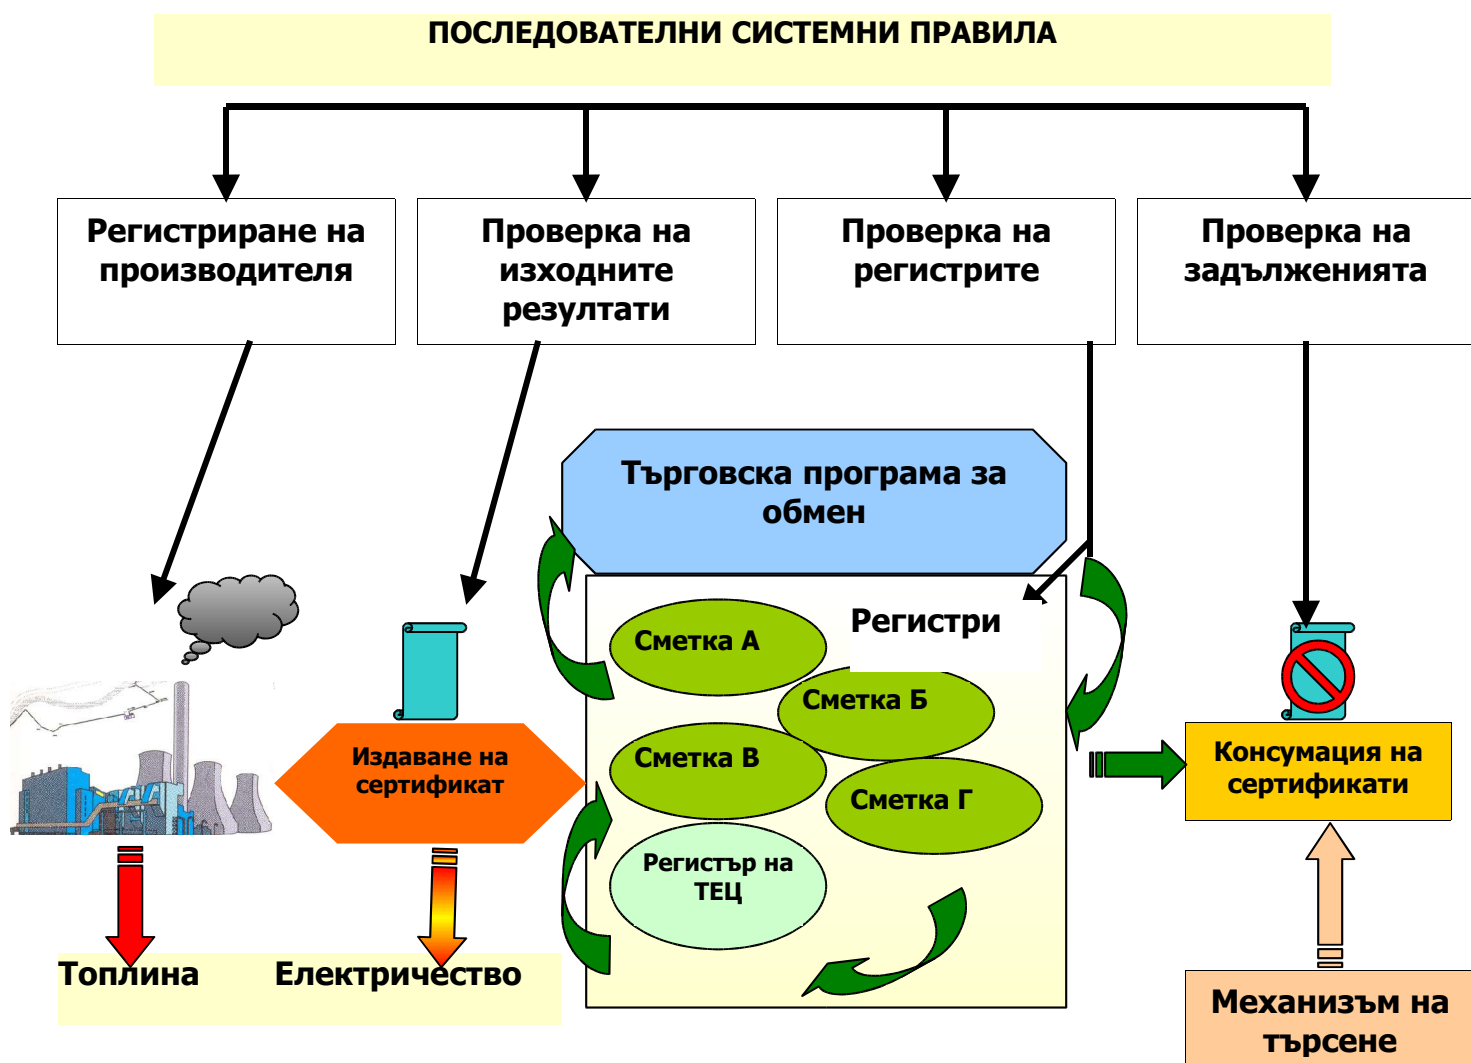 ПОСЛЕДОВАТЕЛНИ СИСТЕМНИ ПРАВИЛА
Регистриране на
производителя
Проверка на
изходните
резултати
Проверка на
регистрите
Проверка на
задълженията
Търговска програма за
обмен
Регистри
Сметка А
Сметка Б
Сметка В
Сметка Г
Регистър на
ТЕЦ
Издаване на
сертификат
Консумация на
сертификати
Топлина
Електричество
Механизъм на
търсене